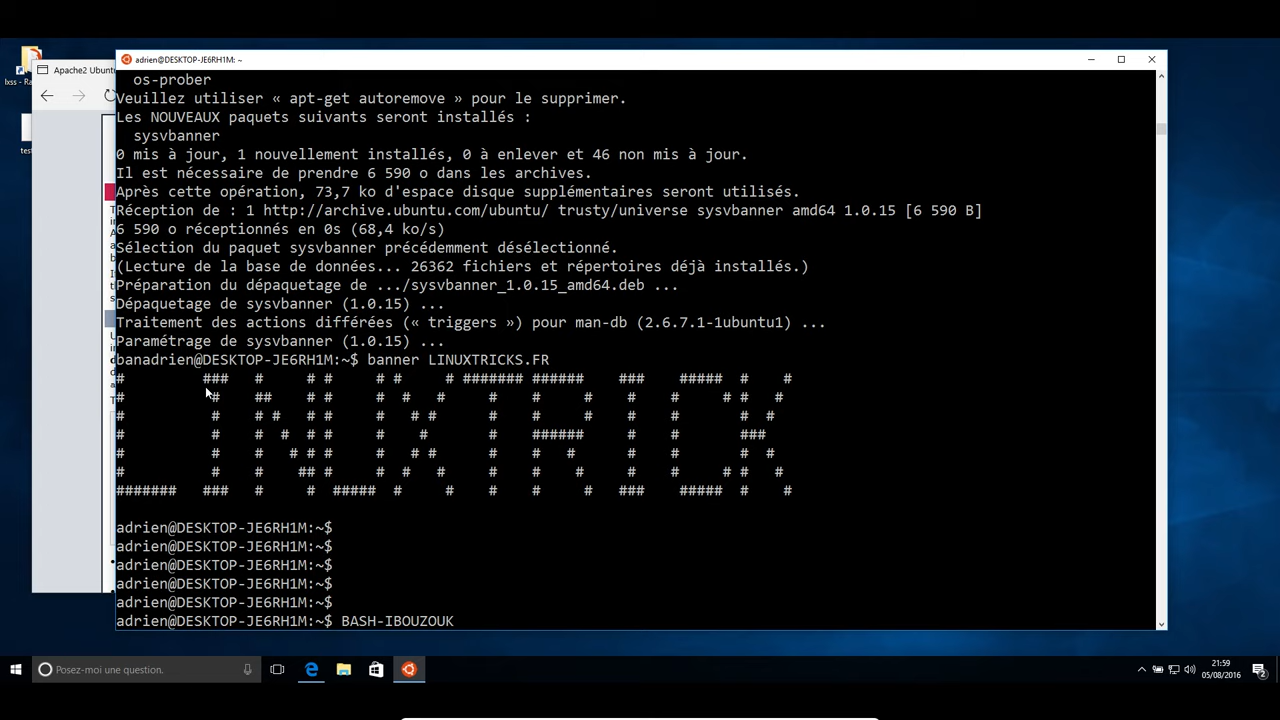 adrien@DESKTOP-JE6RH1M: ~
lxss - Ra
Apache2 Ubunt
test
os-prober
Veuillez utiliser « apt-get autoremove » pour le supprimer.
Les NOUVEAUX paquets suivants seront installés :
sysvbanner
0 mis à jour, 1 nouvellement installés, 0 à enlever et 46 non mis à jour.
Il est nécessaire de prendre 6 590 o dans les archives.
Après cette opération, 73,7 ko d'espace disque supplémentaires seront utilisés.
Réception de : 1 http://archive.ubuntu.com/ubuntu/ trusty/universe sysvbanner amd64 1.0.15 [6 590 B]
6 590 o réceptionnés en 0s (68,4 ko/s)
Sélection du paquet sysvbanner précédemment désélectionné.
(Lecture de la base de données... 26362 fichiers et répertoires déjà installés.)
Préparation du dépaquetage de .../sysvbanner_1.0.15_amd64.deb ...
Dépaquetage de sysvbanner (1.0.15) ...
Traitement des actions différées (« triggers ») pour man-db (2.6.7.1-1ubuntu1) ...
Paramétrage de sysvbanner (1.0.15) ...
banadrien@DESKTOP-JE6RH1M:~$ banner LINUXTRICKS.FR
LINUXTRICK
adrien@DESKTOP-JE6RH1M:~$
adrien@DESKTOP-JE6RH1M:~$
adrien@DESKTOP-JE6RH1M:~$
adrien@DESKTOP-JE6RH1M:~$
adrien@DESKTOP-JE6RH1M:~$
adrien@DESKTOP-JE6RH1M:~$ BASH-IBOUZOUK
Posez-moi une question.
21:59
05/08/2016
2